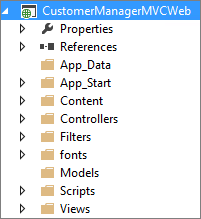 CustomerManagerMVCWeb
Properties
References
App_Data
App_Start
Content
Controllers
Filters
fonts
Models
Scripts
Views